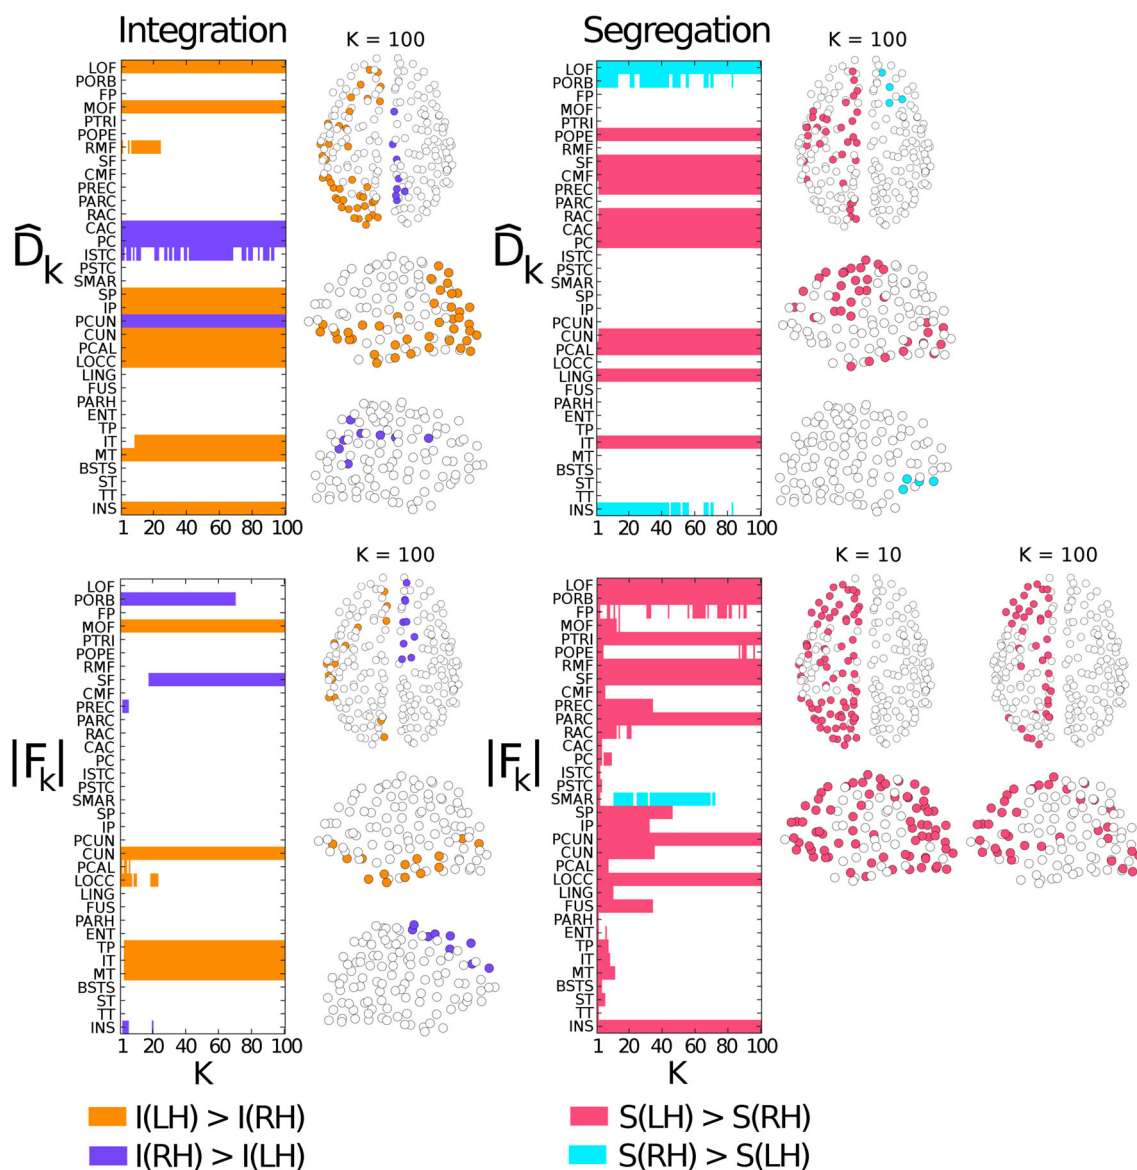 Integration
K = 100
LOF
PORB
FP
MOF
PTRI
POPE
RMF
SF
CMF
PREC
PARC
RAC
CAC
PC
ISTC
PSTC
SMAR
SP
IP
PCUN
CUN
PCAL
LOCC
LING
FUS
PARH
ENT
TP
IT
MT
BSTS
ST
TT
INS
D̂k
1 20 40 60 80 100
Segregation
K = 100
LOF
PORB
FP
MOF
PTRI
POPE
RMF
SF
CMF
PREC
PARC
RAC
CAC
PC
ISTC
PSTC
SMAR
SP
IP
PCUN
CUN
PCAL
LOCC
LING
FUS
PARH
ENT
TP
IT
MT
BSTS
ST
TT
INS
D̂k
1 20 40 60 80 100
K = 100
LOF
PORB
FP
MOF
PTRI
POPE
RMF
SF
CMF
PREC
PARC
RAC
CAC
PC
ISTC
PSTC
SMAR
SP
IP
PCUN
CUN
PCAL
LOCC
LING
FUS
PARH
ENT
TP
IT
MT
BSTS
ST
TT
INS
|Fk|
1 20 40 60 80 100
K
K = 10 K = 100
LOF
PORB
FP
MOF
PTRI
POPE
RMF
SF
CMF
PREC
PARC
RAC
CAC
PC
ISTC
PSTC
SMAR
SP
IP
PCUN
CUN
PCAL
LOCC
LING
FUS
PARH
ENT
TP
IT
MT
BSTS
ST
TT
INS
|Fk|
1 20 40 60 80 100
K
I(LH) > I(RH)
I(RH) > I(LH)
S(LH) > S(RH)
S(RH) > S(LH)